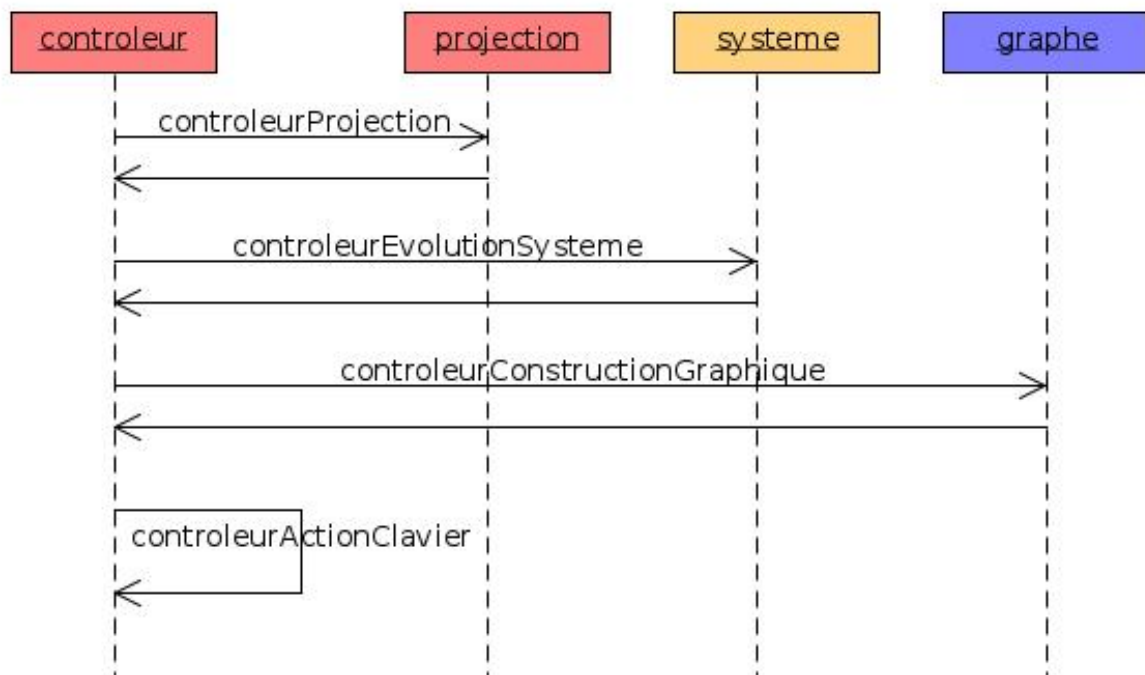 controleur projection systeme graphe
controleurProjection
controleurEvolutionSysteme
controleurConstructionGraphique
controleurActionClavier